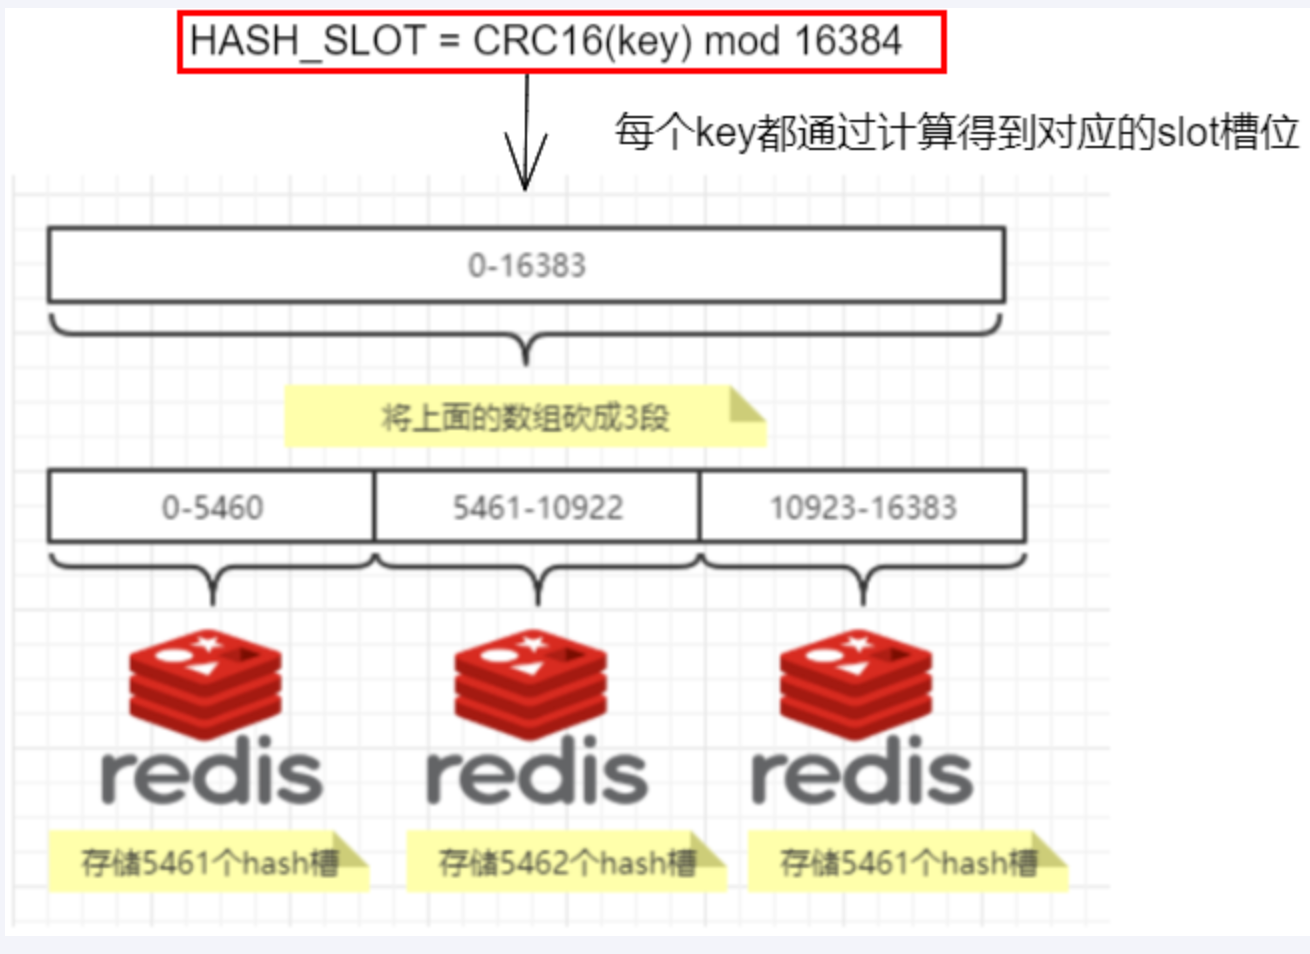 HASH_SLOT = CRC16(key) mod 16384
每个key都通过计算得到对应的slot槽位
0-16383
将上面的数组砍成3段
0-5460 5461-10922 10923-16383
redis redis redis
存储5461个hash槽 存储5462个hash槽 存储5461个hash槽